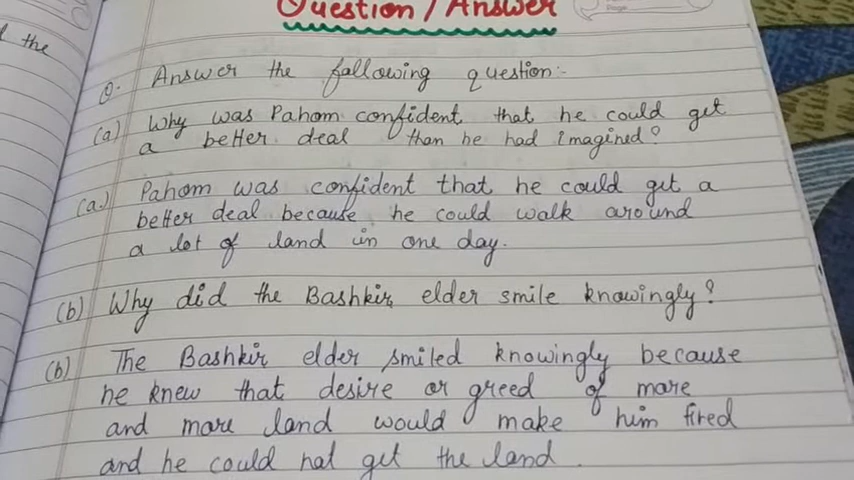 the
Question / Answer
Page
Q. Answer the following question:-
(a) Why was Pahom confident that he could get
a better deal than he had imagined?
(a.) Pahom was confident that he could get a
better deal because he could walk around
a lot of land in one day.
(b) Why did the Bashkir elder smile knowingly?
(b) The Bashkir elder smiled knowingly because
he knew that desire or greed of more
and more land would make him tired
and he could not get the land.